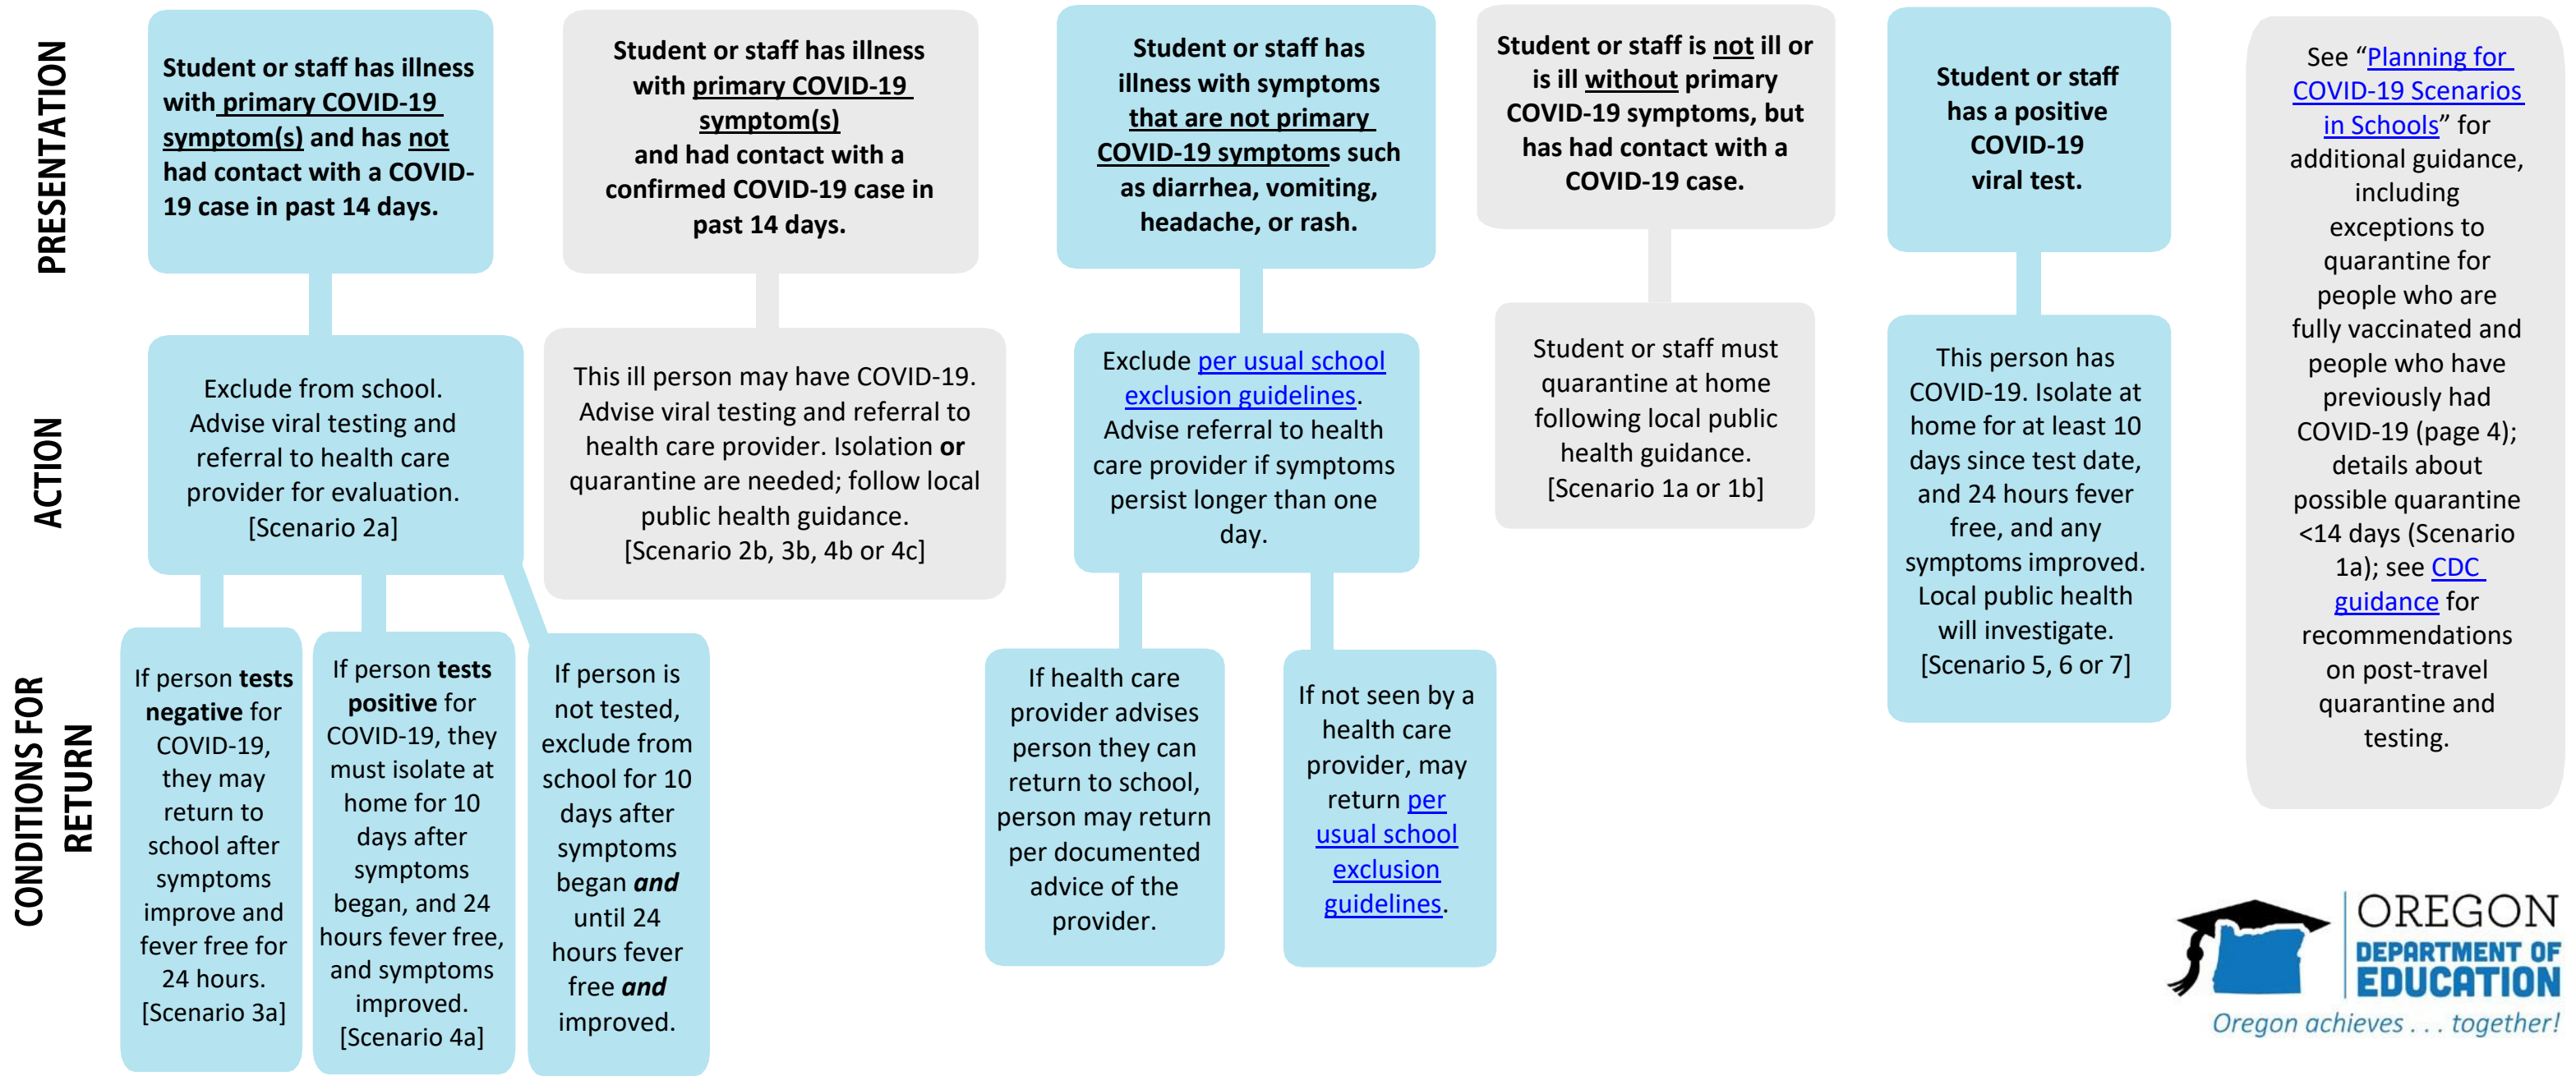 PRESENTATION
Student or staff has illness
with primary COVID-19
symptom(s) and has not
had contact with a COVID-
19 case in past 14 days.
Student or staff has illness
with primary COVID-19
symptom(s)
and had contact with a
confirmed COVID-19 case in
past 14 days.
Student or staff has
illness with symptoms
that are not primary
COVID-19 symptoms such
as diarrhea, vomiting,
headache, or rash.
Student or staff is not ill or
is ill without primary
COVID-19 symptoms, but
has had contact with a
COVID-19 case.
Student or staff
has a positive
COVID-19
viral test.
See “Planning for
COVID-19 Scenarios
in Schools” for
additional guidance,
including
exceptions to
quarantine for
people who are
fully vaccinated and
people who have
previously had
COVID-19 (page 4);
details about
possible quarantine
<14 days (Scenario
1a); see CDC
guidance for
recommendations
on post-travel
quarantine and
testing.
ACTION
Exclude from school.
Advise viral testing and
referral to health care
provider for evaluation.
[Scenario 2a]
This ill person may have COVID-19.
Advise viral testing and referral to
health care provider. Isolation or
quarantine are needed; follow local
public health guidance.
[Scenario 2b, 3b, 4b or 4c]
Exclude per usual school
exclusion guidelines.
Advise referral to health
care provider if symptoms
persist longer than one
day.
Student or staff must
quarantine at home
following local public
health guidance.
[Scenario 1a or 1b]
This person has
COVID-19. Isolate at
home for at least 10
days since test date,
and 24 hours fever
free, and any
symptoms improved.
Local public health
will investigate.
[Scenario 5, 6 or 7]
CONDITIONS FOR
RETURN
If person tests
negative for
COVID-19,
they may
return to
school after
symptoms
improve and
fever free for
24 hours.
[Scenario 3a]
If person tests
positive for
COVID-19, they
must isolate at
home for 10
days after
symptoms
began, and 24
hours fever free,
and symptoms
improved.
[Scenario 4a]
If person is
not tested,
exclude from
school for 10
days after
symptoms
began and
until 24
hours fever
free and
improved.
If health care
provider advises
person they can
return to school,
person may return
per documented
advice of the
provider.
If not seen by a
health care
provider, may
return per
usual school
exclusion
guidelines.
OREGON
DEPARTMENT OF
EDUCATION
Oregon achieves . . . together!